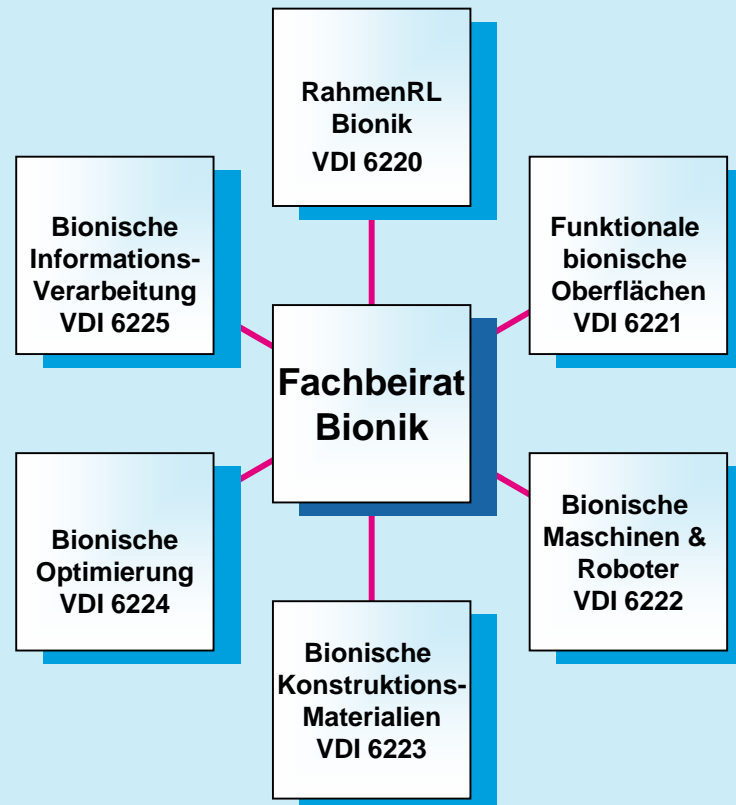 RahmenRL
Bionik
VDI 6220
Funktionale
bionische
Oberflächen
VDI 6221
Bionische
Maschinen &
Roboter
VDI 6222
Bionische
Konstruktions-
Materialien
VDI 6223
Bionische
Optimierung
VDI 6224
Bionische
Informations-
Verarbeitung
VDI 6225
Fachbeirat
Bionik